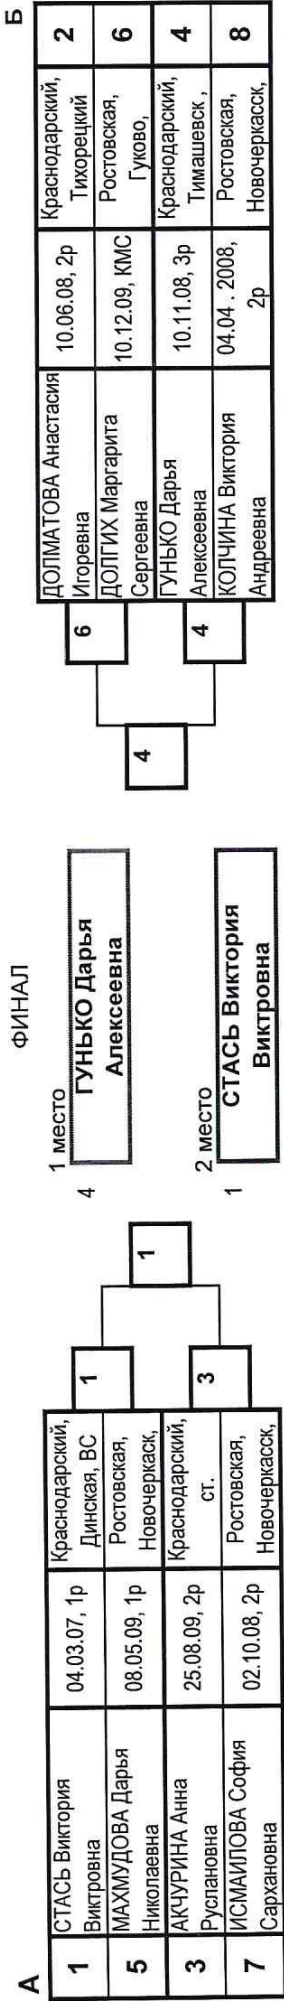 А
1
СТАСЬ Виктория
Виктровна
04.03.07, 1р
Краснодарский,
Динская, ВС
5
МАХМУДОВА Дарья
Николаевна
08.05.09, 1р
Ростовская,
Новочеркаск,
3
АКЧУРИНА Анна
Руслановна
25.08.09, 2р
Краснодарский,
ст.
7
ИСМАИЛОВА София
Сархановна
02.10.08, 2р
Ростовская,
Новочеркасск,
1
3
1
ФИНАЛ
1 место
4
ГУНЬКО Дарья
Алексеевна
2 место
1
СТАСЬ Виктория
Виктровна
Б
6
4
4
ДОЛМАТОВА Анастасия
Игоревна
10.06.08, 2р
Краснодарский,
Тихорецкий
2
ДОЛГИХ Маргарита
Сергеевна
10.12.09, КМС
Ростовская,
Гуково,
6
ГУНЬКО Дарья
Алексеевна
10.11.08, 3р
Краснодарский,
Тимашевск ,
4
КОЛЧИНА Виктория
Андреевна
04.04 . 2008,
2р
Ростовская,
Новочеркасск,
8